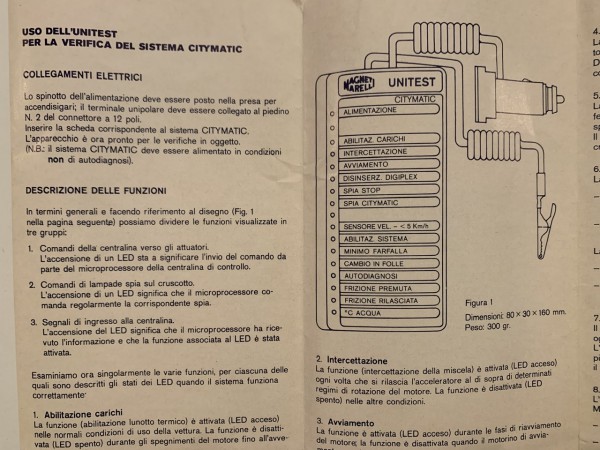 USO DELL'UNITEST
PER LA VERIFICA DEL SISTEMA CITYMATIC
COLLEGAMENTI ELETTRICI
Lo spinotto dell'alimentazione deve essere posto nella presa per
accendisigari; il terminale unipolare deve essere collegato al piedino
N. 2 del connettore a 12 poli.
Inserire la scheda corrispondente al sistema CITYMATIC.
L'apparecchio è ora pronto per le verifiche in oggetto.
(N.B.: il sistema CITYMATIC deve essere alimentato in condizioni
non di autodiagnosi).
DESCRIZIONE DELLE FUNZIONI
In termini generali e facendo riferimento al disegno (Fig. 1
nella pagina seguente) possiamo dividere le funzioni visualizzate in
tre gruppi:
1. Comandi della centralina verso gli attuatori.
L'accensione di un LED sta a significare l'invio del comando da
parte del microprocessore della centralina di controllo.
2. Comandi di lampade spia sul cruscotto.
L'accensione di un LED significa che il microprocessore co-
manda regolarmente la corrispondente spia.
3. Segnali di ingresso alla centralina.
L'accensione del LED significa che il microprocessore ha rice-
vuto l'informazione e che la funzione associata al LED è stata
attivata.
Esaminiamo ora singolarmente le varie funzioni, per ciascuna delle
quali sono descritti gli stati dei LED quando il sistema funziona
correttamente:
1. Abilitazione carichi
La funzione (abilitazione lunotto termico) è attivata (LED acceso)
nelle normali condizioni di uso della vettura. La funzione è disatti-
vata (LED spento) durante gli spegnimenti del motore fino all'avve-
MAGNETI
MARELLI
UNITEST
CITYMATIC
ALIMENTAZIONE
ABILITAZ. CARICHI
INTERCETTAZIONE
AVVIAMENTO
DISINSERZ. DIGIPLEX
SPIA STOP
SPIA CITYMATIC
SENSORE VEL. - < 5 Km/h
ABILITAZ. SISTEMA
MINIMO FARFALLA
CAMBIO IN FOLLE
AUTODIAGNOSI
FRIZIONE PREMUTA
FRIZIONE RILASCIATA
°C ACQUA
Figura 1
Dimensioni: 80 × 30 × 160 mm.
Peso: 300 gr.
2. Intercettazione
La funzione (intercettazione della miscela) è attivata (LED acceso)
ogni volta che si rilascia l'acceleratore al di sopra di determinati
regimi di rotazione del motore. La funzione è disattivata (LED
spento) nelle altre condizioni.
3. Avviamento
La funzione è attivata (LED acceso) durante le fasi di riavviamento
del motore; la funzione è disattivata quando il motorino di avvia-
4.
5.
6.
7.
8.